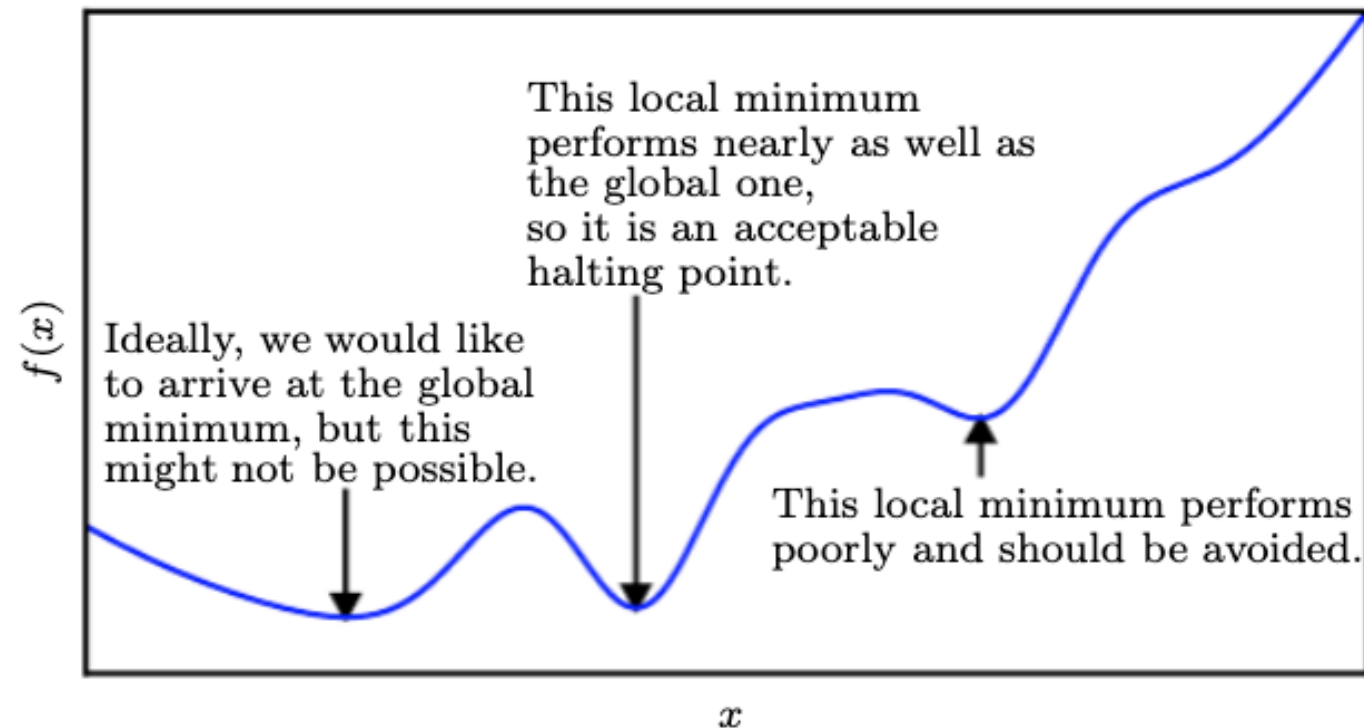 This local minimum
performs nearly as well as
the global one,
so it is an acceptable
halting point.
f(x)
Ideally, we would like
to arrive at the global
minimum, but this
might not be possible.
This local minimum performs
poorly and should be avoided.
x